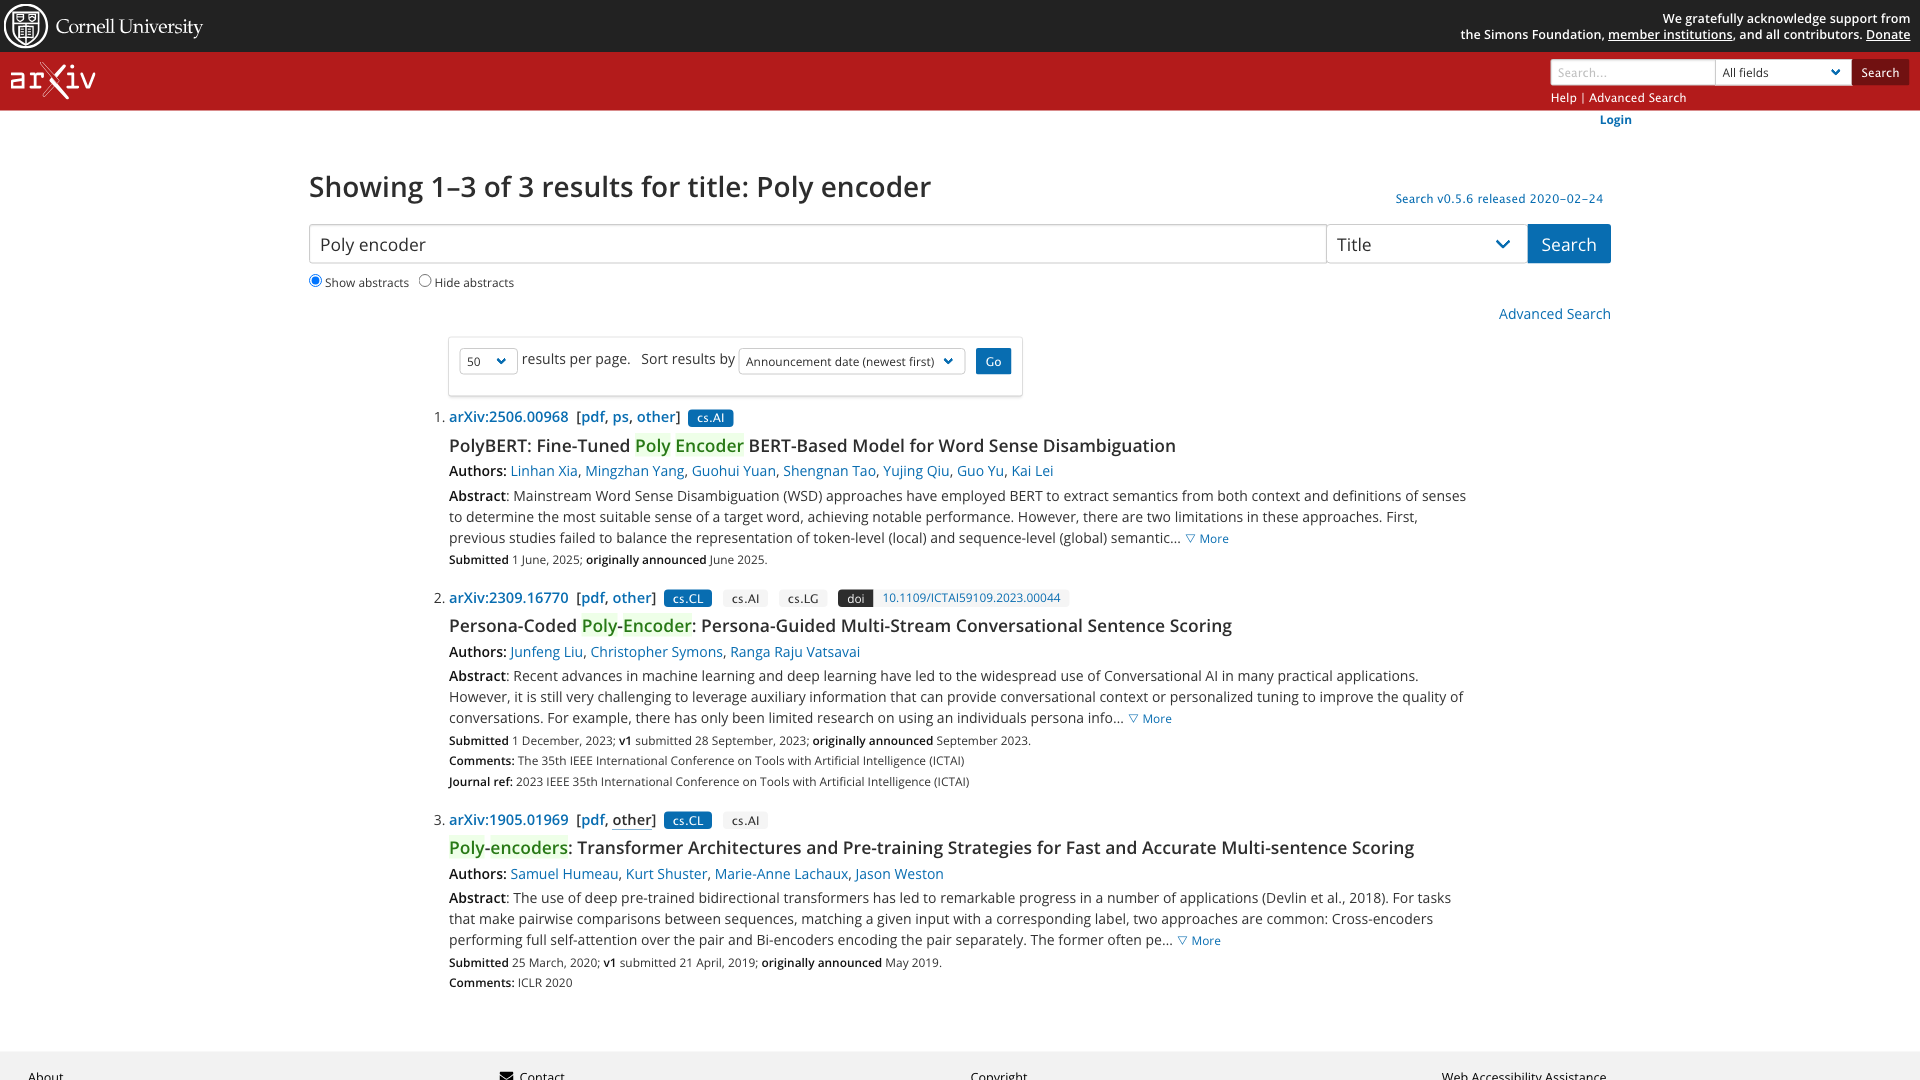 Cornell University
We gratefully acknowledge support from
the Simons Foundation, member institutions, and all contributors. Donate
arXiv
Search...
All fields
Search
Help | Advanced Search
Login
Showing 1–3 of 3 results for title: Poly encoder
Search v0.5.6 released 2020-02-24
Poly encoder
Title
Search
Show abstracts
Hide abstracts
Advanced Search
50 results per page. Sort results by Announcement date (newest first) Go
1. arXiv:2506.00968 [pdf, ps, other] cs.AI
PolyBERT: Fine-Tuned Poly Encoder BERT-Based Model for Word Sense Disambiguation
Authors: Linhan Xia, Mingzhan Yang, Guohui Yuan, Shengnan Tao, Yujing Qiu, Guo Yu, Kai Lei
Abstract: Mainstream Word Sense Disambiguation (WSD) approaches have employed BERT to extract semantics from both context and definitions of senses
to determine the most suitable sense of a target word, achieving notable performance. However, there are two limitations in these approaches. First,
previous studies failed to balance the representation of token-level (local) and sequence-level (global) semantic... ▽ More
Submitted 1 June, 2025; originally announced June 2025.
2. arXiv:2309.16770 [pdf, other] cs.CL cs.AI cs.LG doi 10.1109/ICTAI59109.2023.00044
Persona-Coded Poly-Encoder: Persona-Guided Multi-Stream Conversational Sentence Scoring
Authors: Junfeng Liu, Christopher Symons, Ranga Raju Vatsavai
Abstract: Recent advances in machine learning and deep learning have led to the widespread use of Conversational AI in many practical applications.
However, it is still very challenging to leverage auxiliary information that can provide conversational context or personalized tuning to improve the quality of
conversations. For example, there has only been limited research on using an individuals persona info... ▽ More
Submitted 1 December, 2023; v1 submitted 28 September, 2023; originally announced September 2023.
Comments: The 35th IEEE International Conference on Tools with Artificial Intelligence (ICTAI)
Journal ref: 2023 IEEE 35th International Conference on Tools with Artificial Intelligence (ICTAI)
3. arXiv:1905.01969 [pdf, other] cs.CL cs.AI
Poly-encoders: Transformer Architectures and Pre-training Strategies for Fast and Accurate Multi-sentence Scoring
Authors: Samuel Humeau, Kurt Shuster, Marie-Anne Lachaux, Jason Weston
Abstract: The use of deep pre-trained bidirectional transformers has led to remarkable progress in a number of applications (Devlin et al., 2018). For tasks
that make pairwise comparisons between sequences, matching a given input with a corresponding label, two approaches are common: Cross-encoders
performing full self-attention over the pair and Bi-encoders encoding the pair separately. The former often pe... ▽ More
Submitted 25 March, 2020; v1 submitted 21 April, 2019; originally announced May 2019.
Comments: ICLR 2020
About
Contact
Copyright
Web Accessibility Assistance